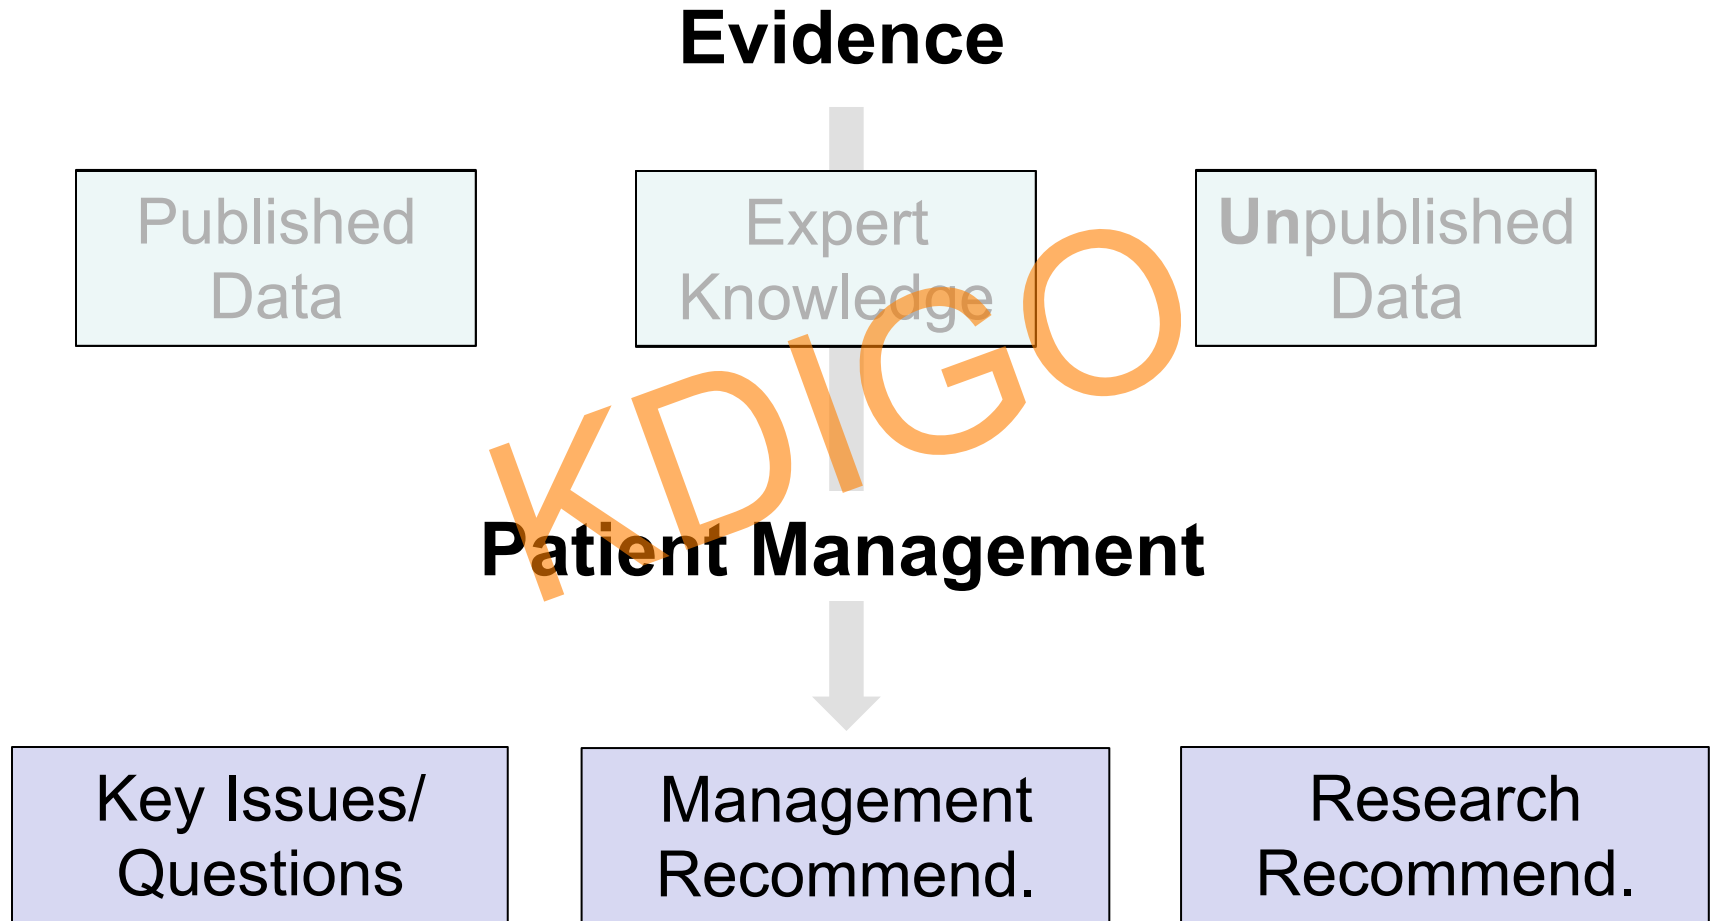 Evidence
Published
Data
Expert
Knowledge
Unpublished
Data
KDIGO
Patient Management
Key Issues/
Questions
Management
Recommend.
Research
Recommend.